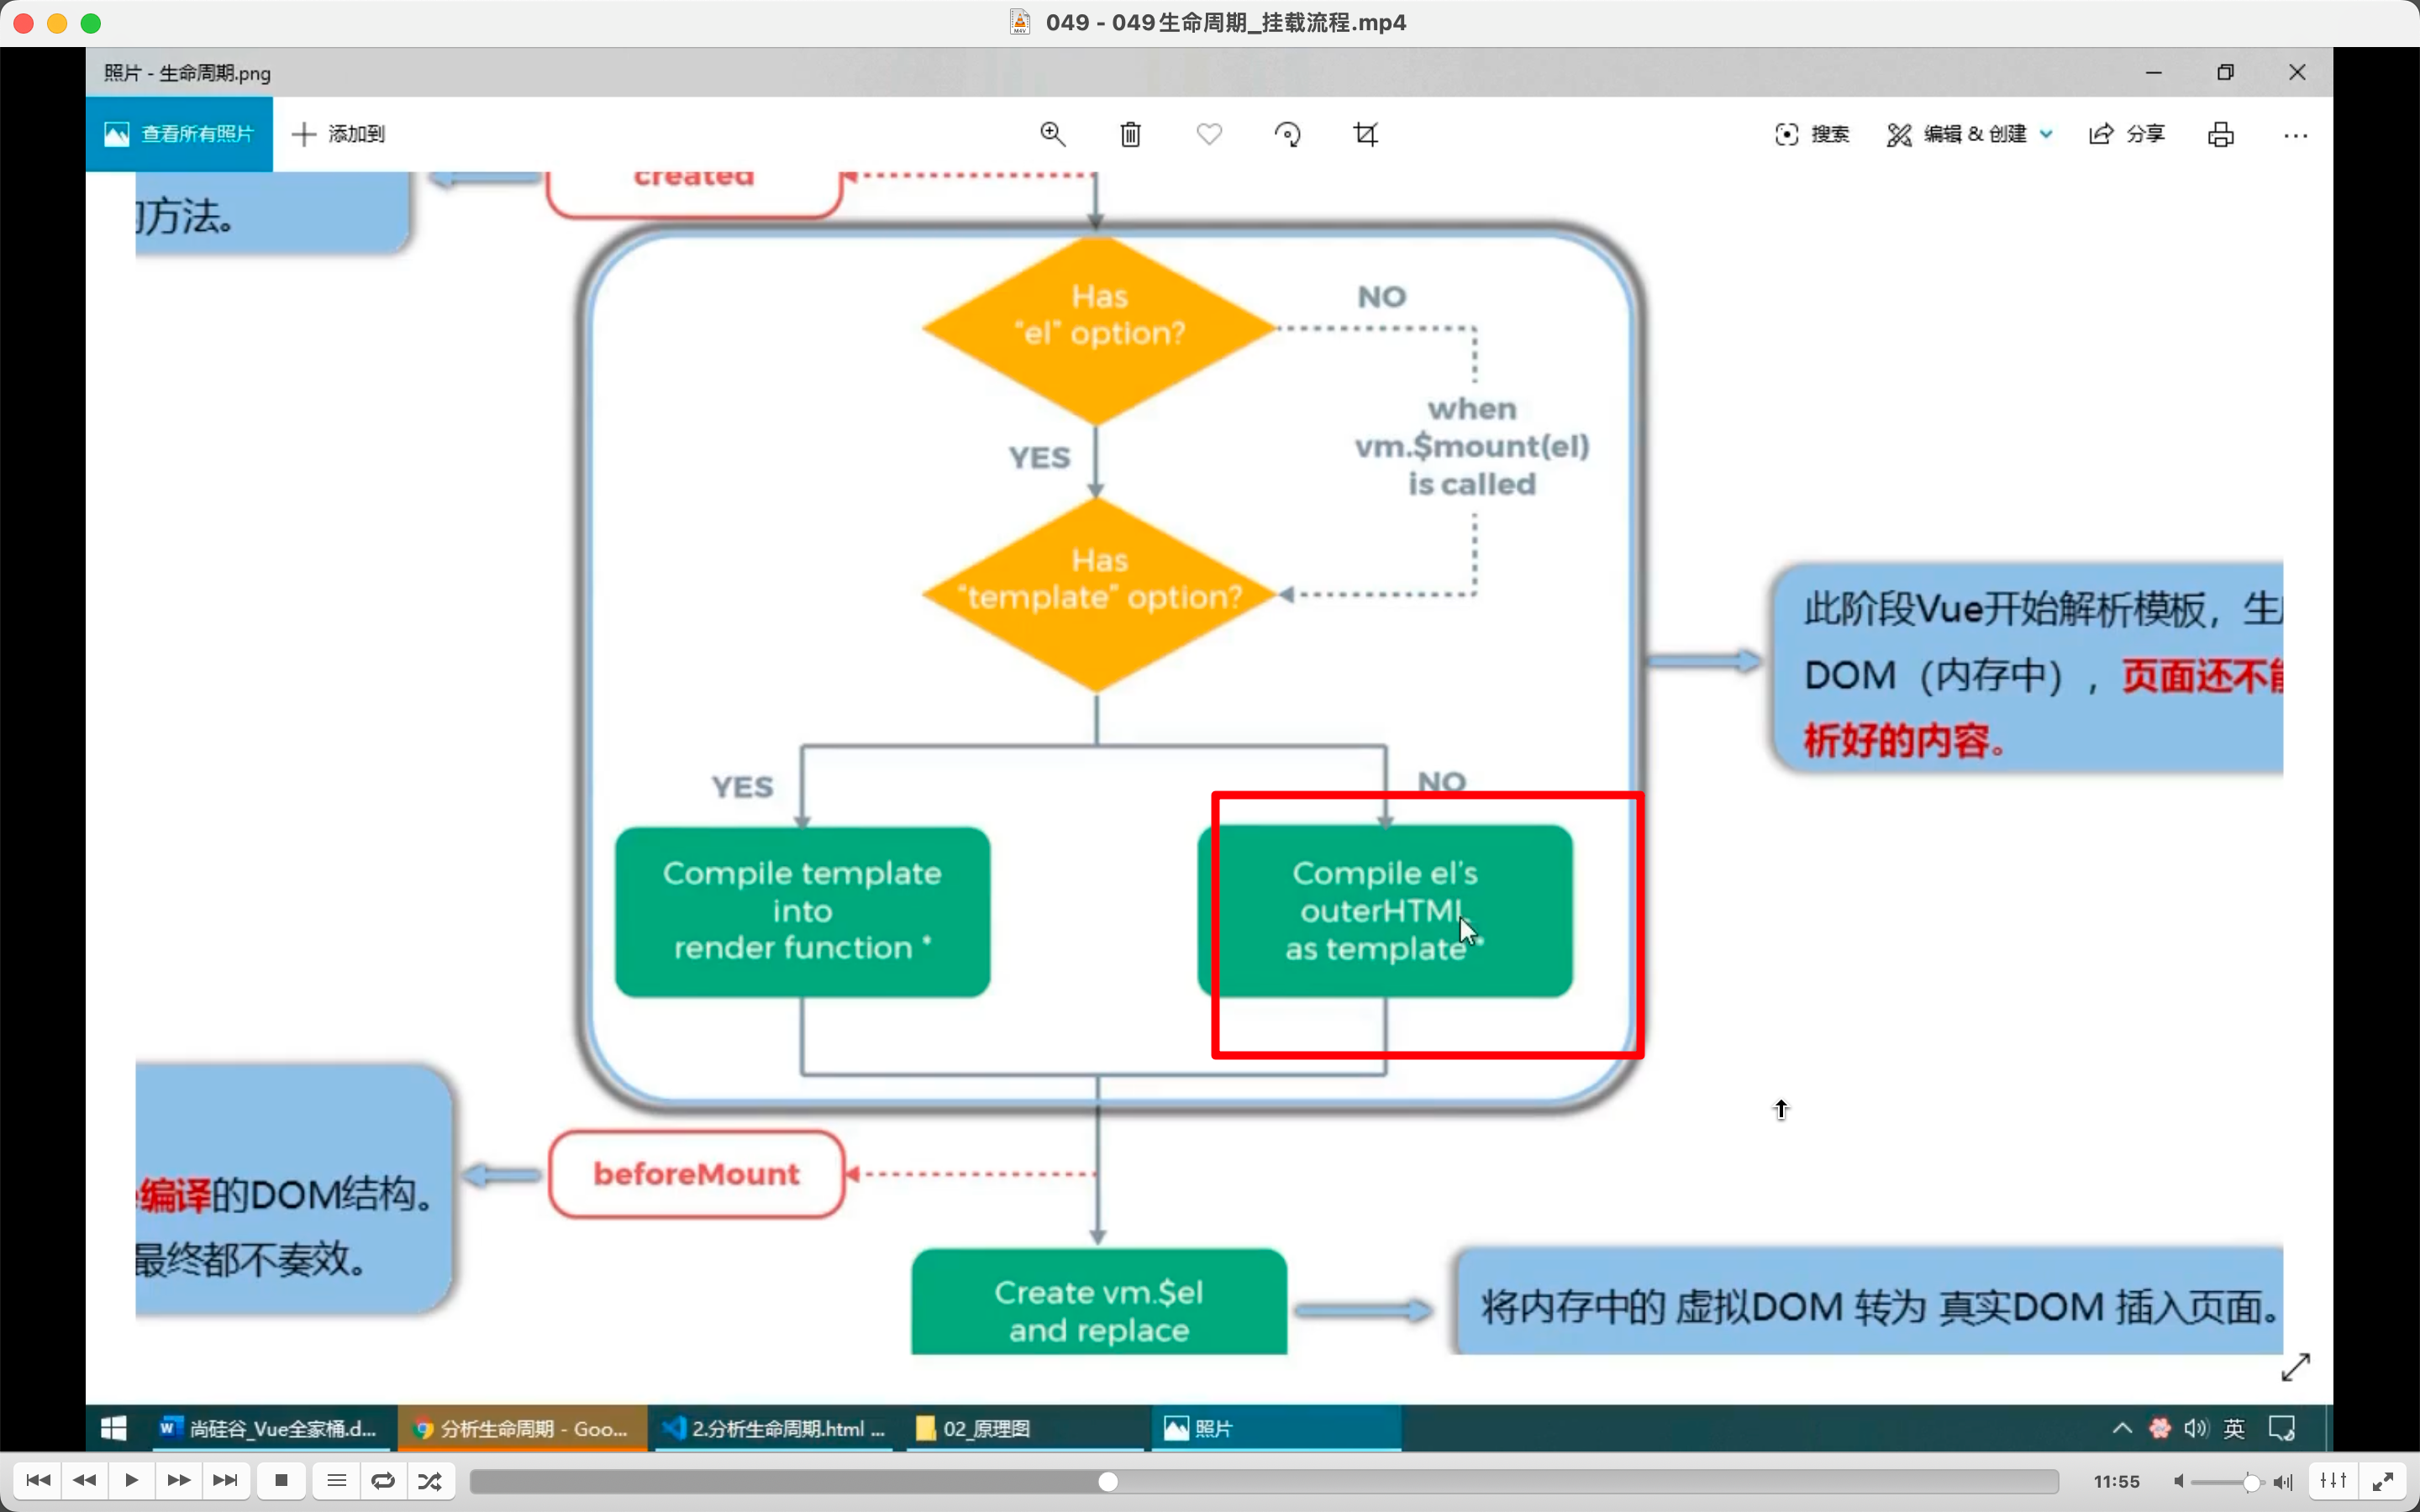 049 - 049生命周期_挂载流程.mp4
照片 - 生命周期.png
查看所有照片
添加到
搜索
编辑 & 创建
分享
created
方法。
Has
"el" option?
NO
when
vm.$mount(el)
is called
YES
Has
"template" option?
此阶段Vue开始解析模板，生
DOM（内存中），页面还不能
析好的内容。
YES
NO
Compile template
into
render function *
Compile el's
outerHTML
as template *
编译的DOM结构。
最终都不奏效。
beforeMount
Create vm.$el
and replace
将内存中的 虚拟DOM 转为 真实DOM 插入页面。
尚硅谷_Vue全家桶.d...
分析生命周期 - Goo...
2.分析生命周期.html ...
02_原理图
照片
英
11:55